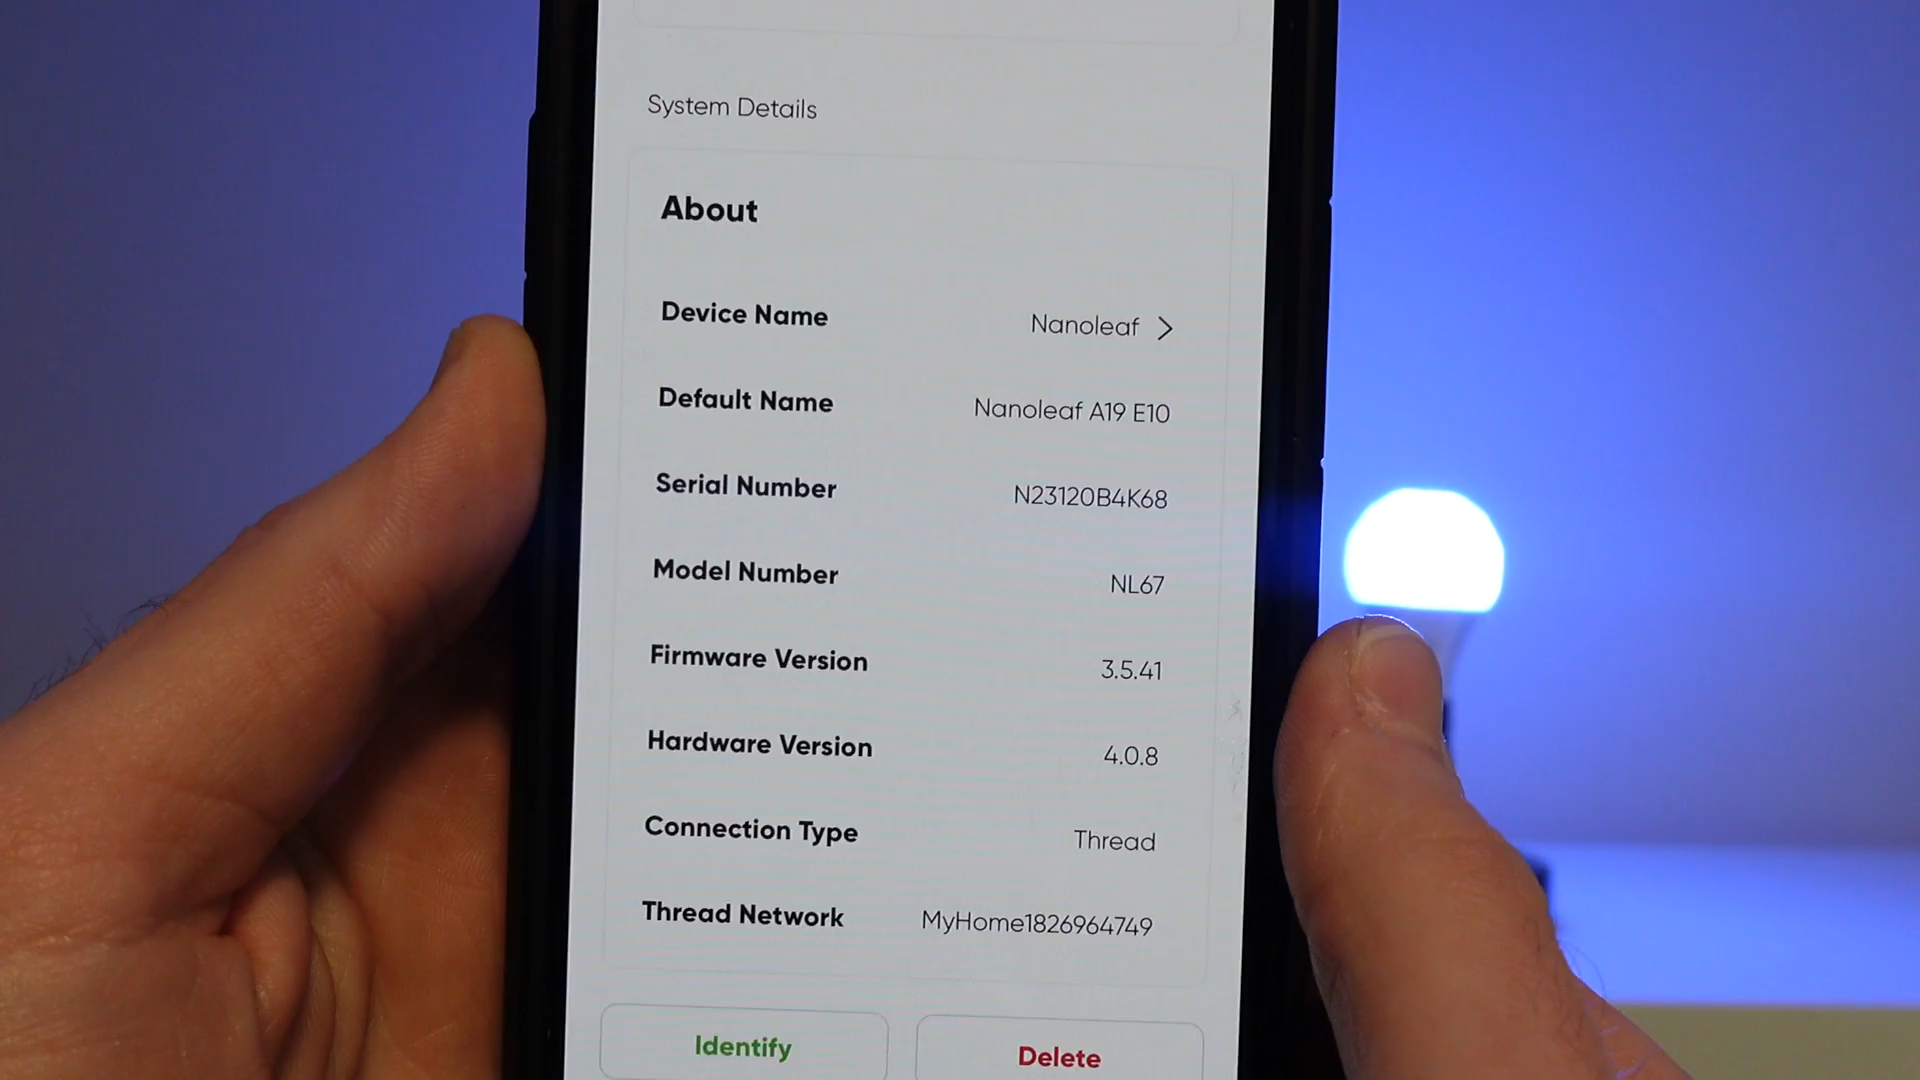 System Details
About
Device Name Nanoleaf >
Default Name Nanoleaf A19 E10
Serial Number N23120B4K68
Model Number NL67
Firmware Version 3.5.41
Hardware Version 4.0.8
Connection Type Thread
Thread Network MyHome1826964749
Identify Delete